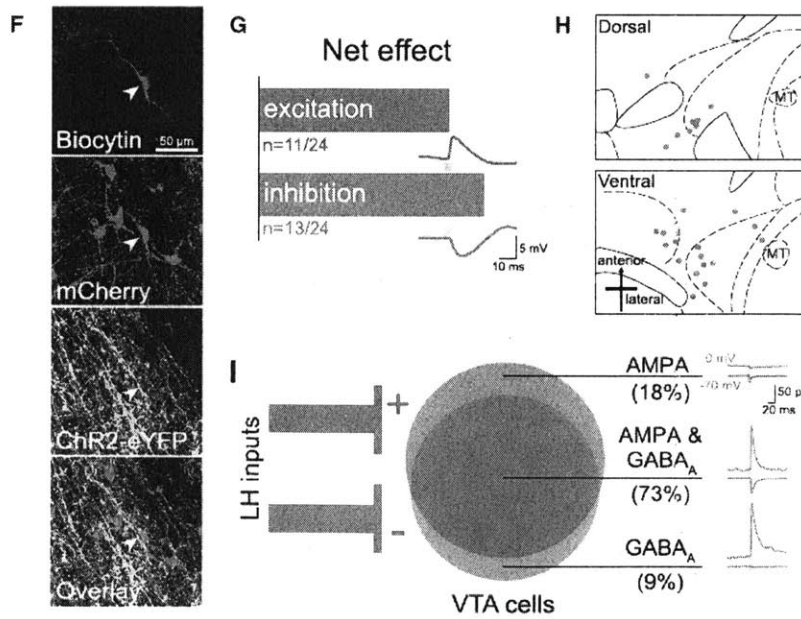 F
Biocytin
50 µm
mCherry
ChR2-eYFP
Overlay
G
Net effect
excitation
n=11/24
inhibition
n=13/24
5 mV
10 ms
H
Dorsal
MT
Ventral
MT
anterior
lateral
I
LH inputs
+
-
VTA cells
AMPA
(18%)
AMPA &
GABAA
(73%)
GABAA
(9%)
0 mV
-70 mV
50 p
20 ms